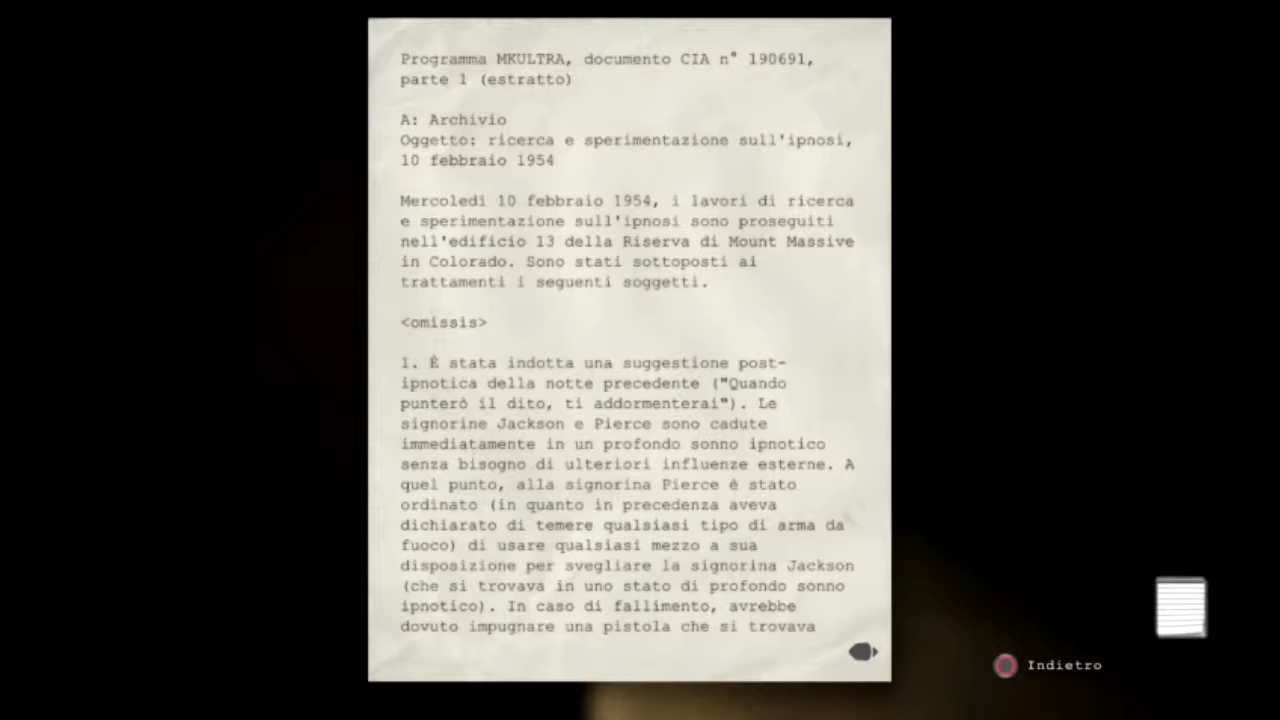 Programma MKULTRA, documento CIA n° 190691,
parte 1 (estratto)
A: Archivio
Oggetto: ricerca e sperimentazione sull'ipnosi,
10 febbraio 1954
Mercoledì 10 febbraio 1954, i lavori di ricerca
e sperimentazione sull'ipnosi sono proseguiti
nell'edificio 13 della Riserva di Mount Massive
in Colorado. Sono stati sottoposti ai
trattamenti i seguenti soggetti.
<omissis>
1. È stata indotta una suggestione post-
ipnotica della notte precedente ("Quando
punterò il dito, ti addormenterai"). Le
signorine Jackson e Pierce sono cadute
immediatamente in un profondo sonno ipnotico
senza bisogno di ulteriori influenze esterne. A
quel punto, alla signorina Pierce è stato
ordinato (in quanto in precedenza aveva
dichiarato di temere qualsiasi tipo di arma da
fuoco) di usare qualsiasi mezzo a sua
disposizione per svegliare la signorina Jackson
(che si trovava in uno stato di profondo sonno
ipnotico). In caso di fallimento, avrebbe
dovuto impugnare una pistola che si trovava
Indietro